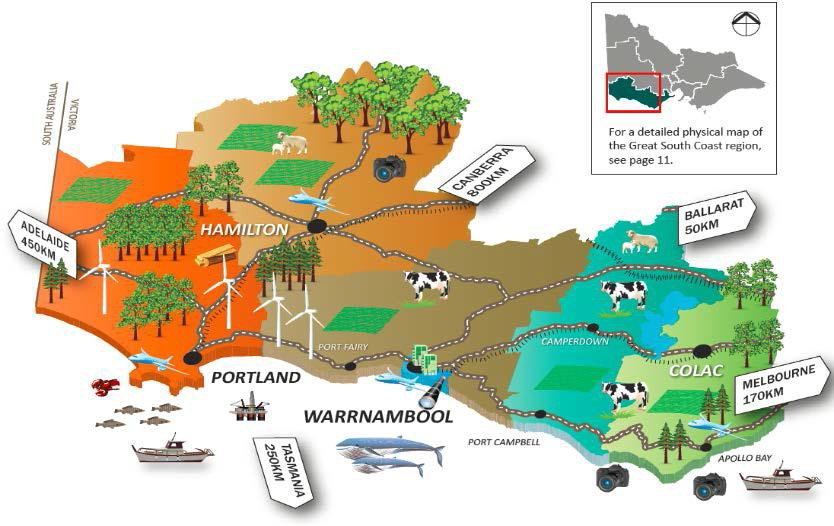 For a detailed physical map of
the Great South Coast region,
see page 11.
SOUTH AUSTRALIA
VICTORIA
CANBERRA
800KM
BALLARAT
50KM
ADELAIDE
450KM
HAMILTON
PORT FAIRY
CAMPERDOWN
COLAC
PORTLAND
MELBOURNE
170KM
WARRNAMBOOL
PORT CAMPBELL
APOLLO BAY
TASMANIA
250KM